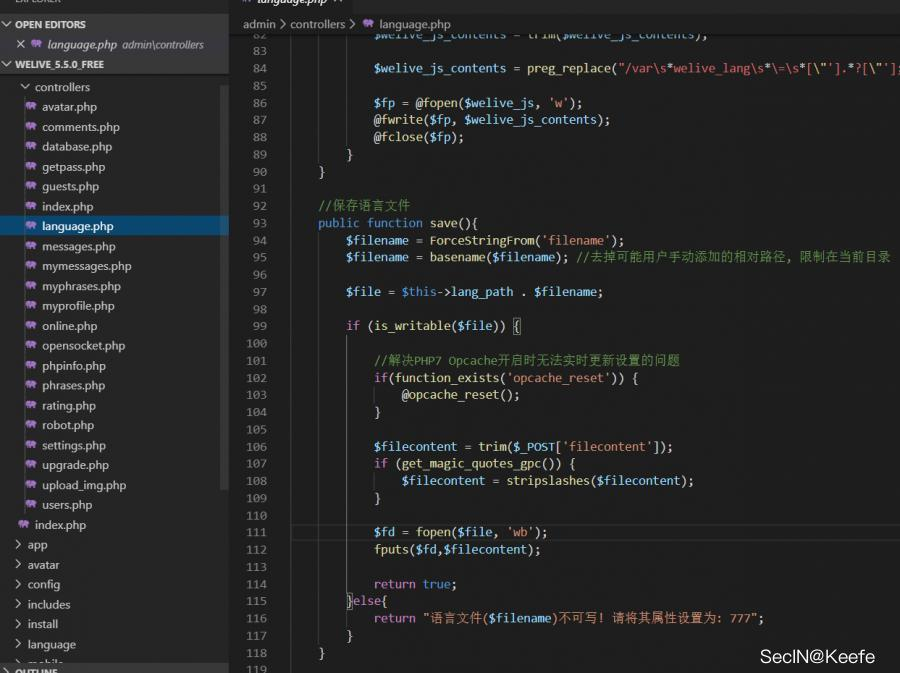 language.php
admin > controllers > language.php
OPEN EDITORS
language.php admin\controllers
WELIVE_5.5.0_FREE
controllers
avatar.php
comments.php
database.php
getpass.php
guests.php
index.php
language.php
messages.php
mymessages.php
myphrases.php
myprofile.php
online.php
opensocket.php
phpinfo.php
phrases.php
rating.php
robot.php
settings.php
upgrade.php
upload_img.php
users.php
index.php
app
avatar
config
includes
install
language
OUTLINE
82 $welive_js_contents = trim($welive_js_contents);
83
84 $welive_js_contents = preg_replace("/var\s*welive_lang\s*\=\s*[\"'].*?[\"'];
85
86 $fp = @fopen($welive_js, 'w');
87 @fwrite($fp, $welive_js_contents);
88 @fclose($fp);
89 }
90 }
91
92 //保存语言文件
93 public function save(){
94 $filename = ForceStringFrom('filename');
95 $filename = basename($filename); //去掉可能用户手动添加的相对路径, 限制在当前目录
96
97 $file = $this->lang_path . $filename;
98
99 if (is_writable($file)) {
100
101 //解决PHP7 Opcache开启时无法实时更新设置的问题
102 if(function_exists('opcache_reset')) {
103 @opcache_reset();
104 }
105
106 $filecontent = trim($_POST['filecontent']);
107 if (get_magic_quotes_gpc()) {
108 $filecontent = stripslashes($filecontent);
109 }
110
111 $fd = fopen($file, 'wb');
112 fputs($fd,$filecontent);
113
114 return true;
115 }else{
116 return "语言文件($filename)不可写! 请将其属性设置为: 777";
117 }
118 }
119
SecIN@Keefe